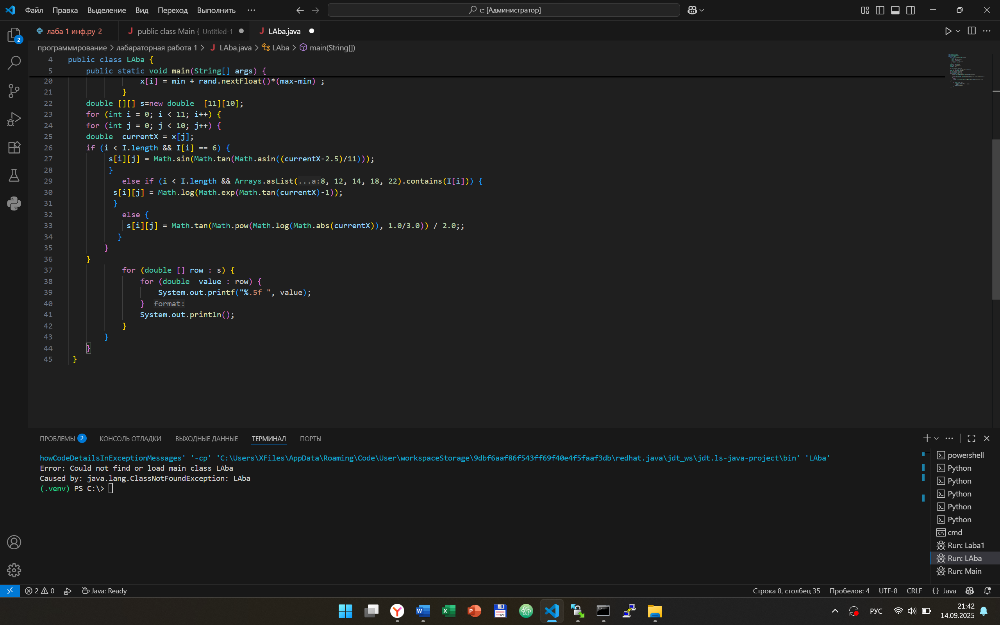 Файл Правка Выделение Вид Переход Выполнить ···
c: [Администратор]
лаба 1 инф.py 2
public class Main { Untitled-1
LAba.java
программирование > лабараторная работа 1 > LAba.java > LAba > main(String[])
4 public class LAba {
5 public static void main(String[] args) {
20 x[i] = min + rand.nextFloat()*(max-min) ;
21 }
22 double [][] s=new double  [11][10];
23 for (int i = 0; i < 11; i++) {
24 for (int j = 0; j < 10; j++) {
25 double  currentX = x[j];
26 if (i < I.length && I[i] == 6) {
27 s[i][j] = Math.sin(Math.tan(Math.asin((currentX-2.5)/11)));
28 }
29 else if (i < I.length && Arrays.asList(...a:8, 12, 14, 18, 22).contains(I[i])) {
30 s[i][j] = Math.log(Math.exp(Math.tan(currentX)-1));
31 }
32 else {
33 s[i][j] = Math.tan(Math.pow(Math.log(Math.abs(currentX)), 1.0/3.0)) / 2.0;;
34 }
35 }
36 }
37 for (double [] row : s) {
38 for (double  value : row) {
39 System.out.printf("%.5f ", value);
40 } format:
41 System.out.println();
42 }
43 }
44 }
45 }
ПРОБЛЕМЫ 2 КОНСОЛЬ ОТЛАДКИ ВЫХОДНЫЕ ДАННЫЕ ТЕРМИНАЛ ПОРТЫ
howCodeDetailsInExceptionMessages' '-cp' 'C:\Users\XFiles\AppData\Roaming\Code\User\workspaceStorage\9dbf6aaf86f543ff69f40e4f5faaf3db\redhat.java\jdt_ws\jdt.ls-java-project\bin' 'LAba'
Error: Could not find or load main class LAba
Caused by: java.lang.ClassNotFoundException: LAba
(.venv) PS C:\>
powershell
Python
Python
Python
Python
Python
cmd
Run: Laba1
Run: LAba
Run: Main
2 0 Java: Ready
Строка 8, столбец 35 Пробелов: 4 UTF-8 CRLF {} Java
РУС
21:42
14.09.2025